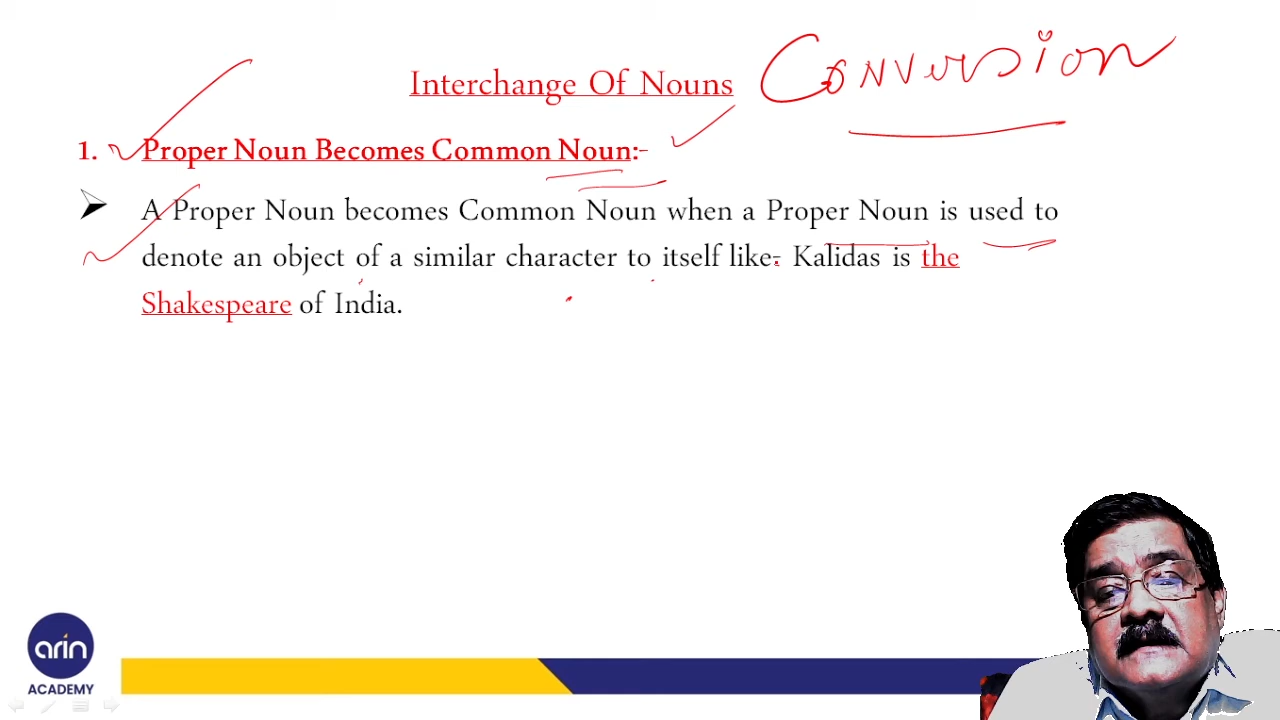 Interchange Of Nouns Conversion
1. Proper Noun Becomes Common Noun:-
A Proper Noun becomes Common Noun when a Proper Noun is used to
denote an object of a similar character to itself like- Kalidas is the
Shakespeare of India.
arin
ACADEMY